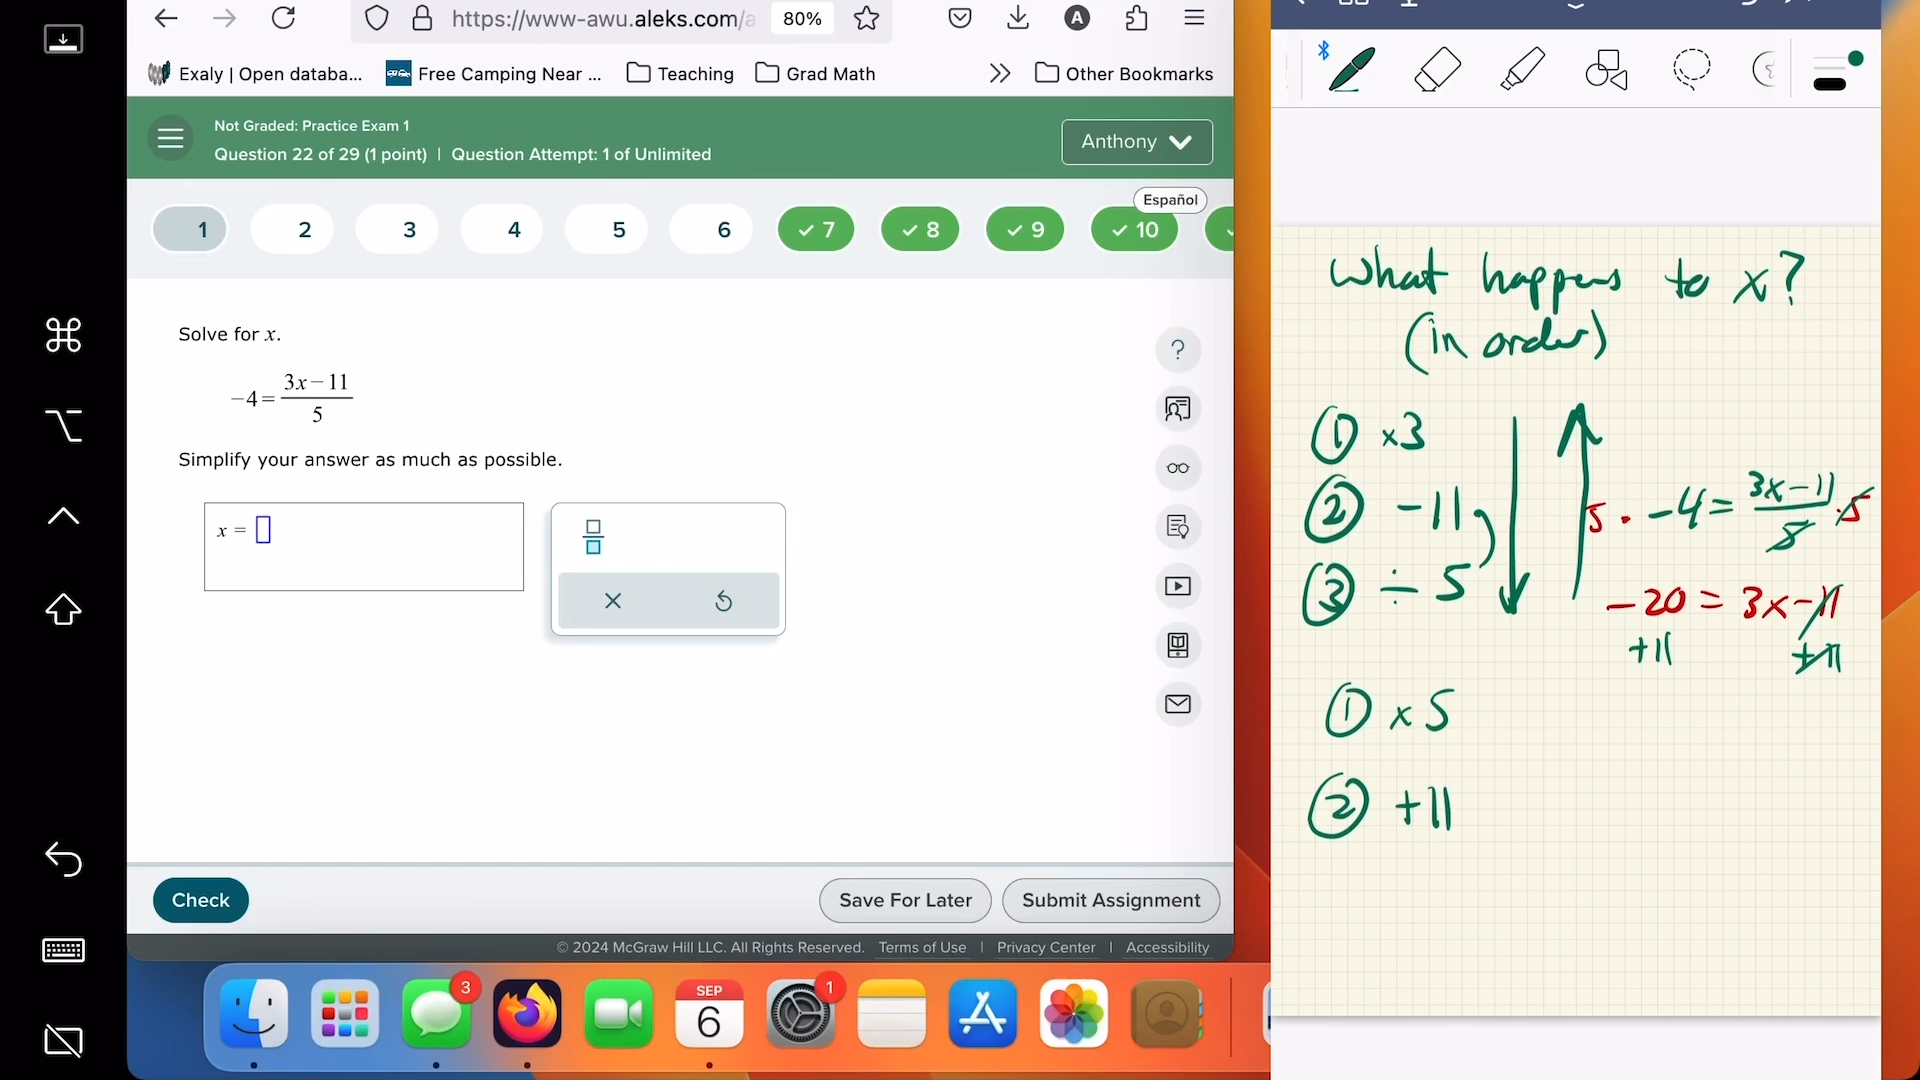 https://www-awu.aleks.com/a
80%
A
Exaly | Open databa...
Free Camping Near ...
Teaching
Grad Math
Other Bookmarks
Not Graded: Practice Exam 1
Question 22 of 29 (1 point) | Question Attempt: 1 of Unlimited
Anthony
Español
1 2 3 4 5 6 ✓ 7 ✓ 8 ✓ 9 ✓ 10
Solve for x.
-4 = (3x - 11)/5
Simplify your answer as much as possible.
x =
?
Check
Save For Later
Submit Assignment
© 2024 McGraw Hill LLC. All Rights Reserved. Terms of Use | Privacy Center | Accessibility
3
SEP
6
1
What happens to x?
(in order)
① ×3
② -11
③ ÷ 5
5 · -4 = (3x - 11)/5 · 5
-20 = 3x - 11
+11 +11
① × 5
② +11